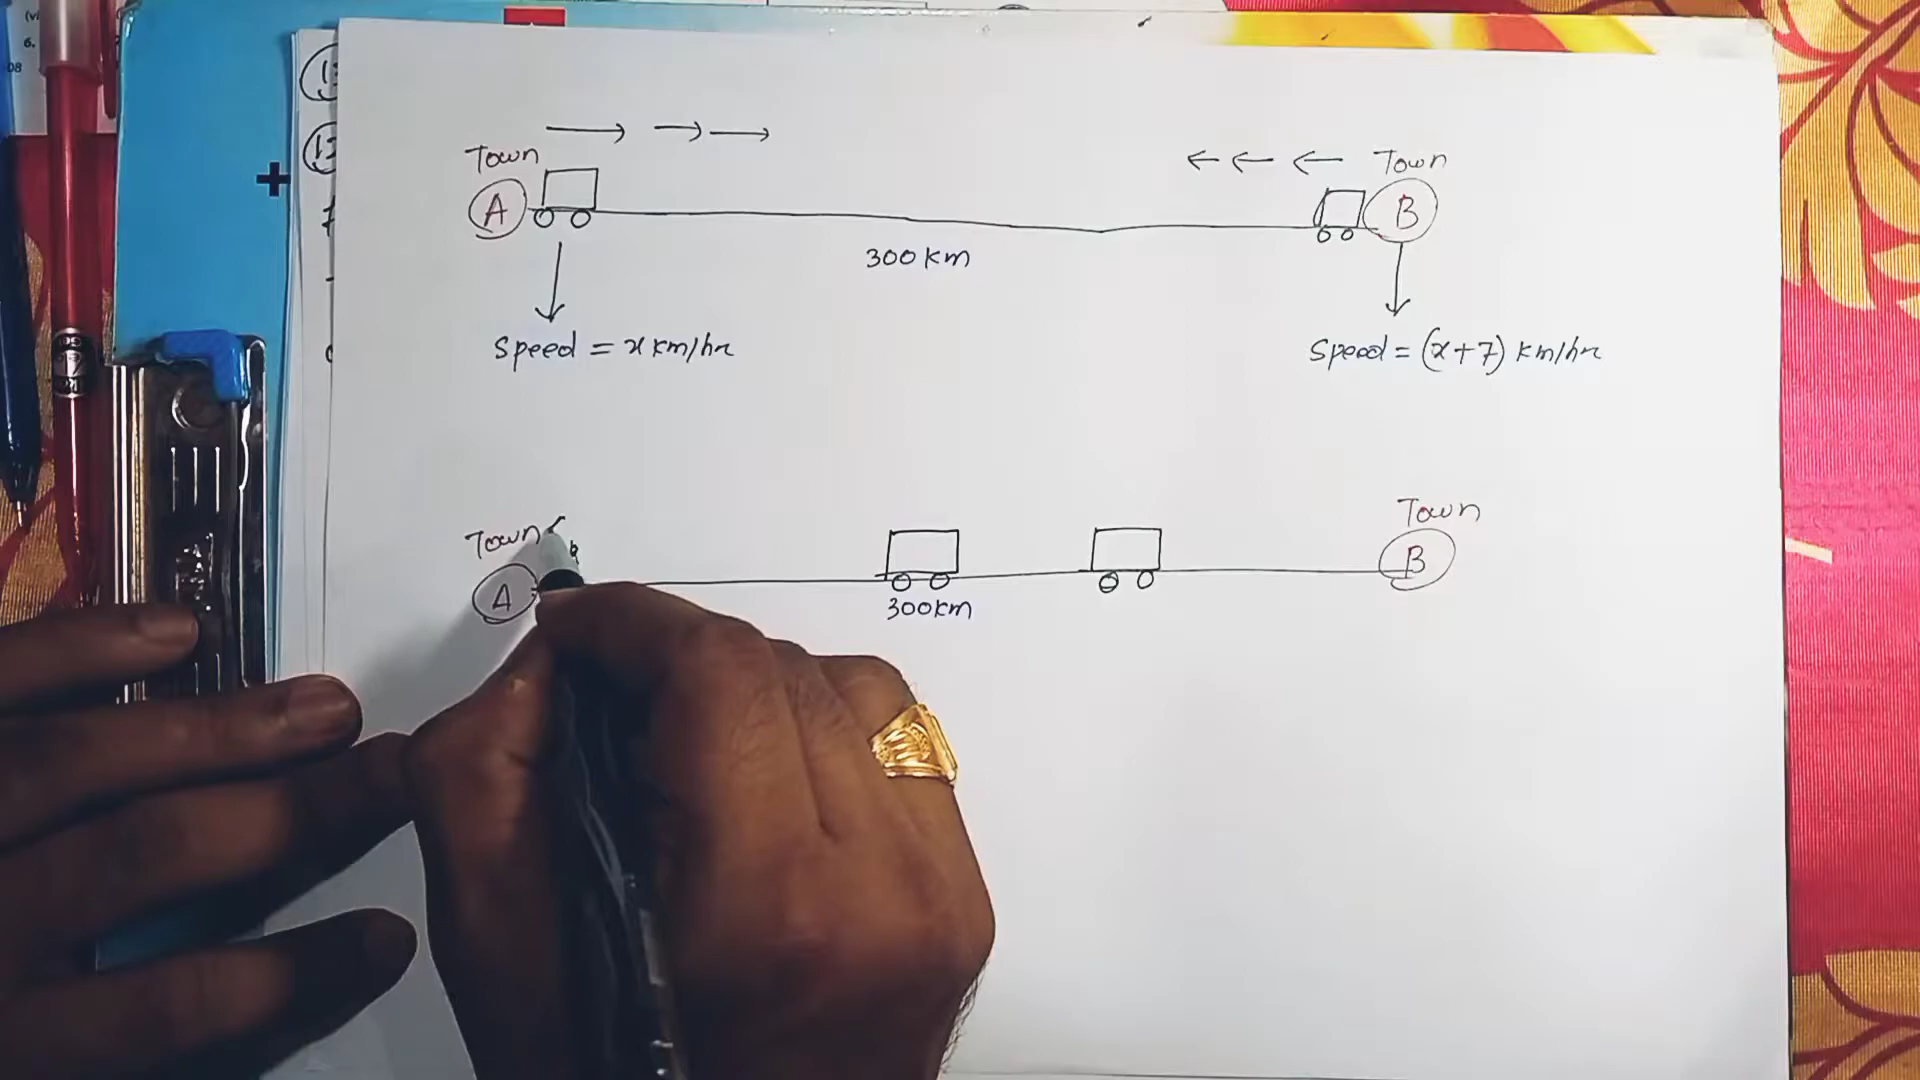 Town
Town
A
B
300 km
speed = x km/hr
speed = (x+7) km/hr
Town
Town
A
B
300km